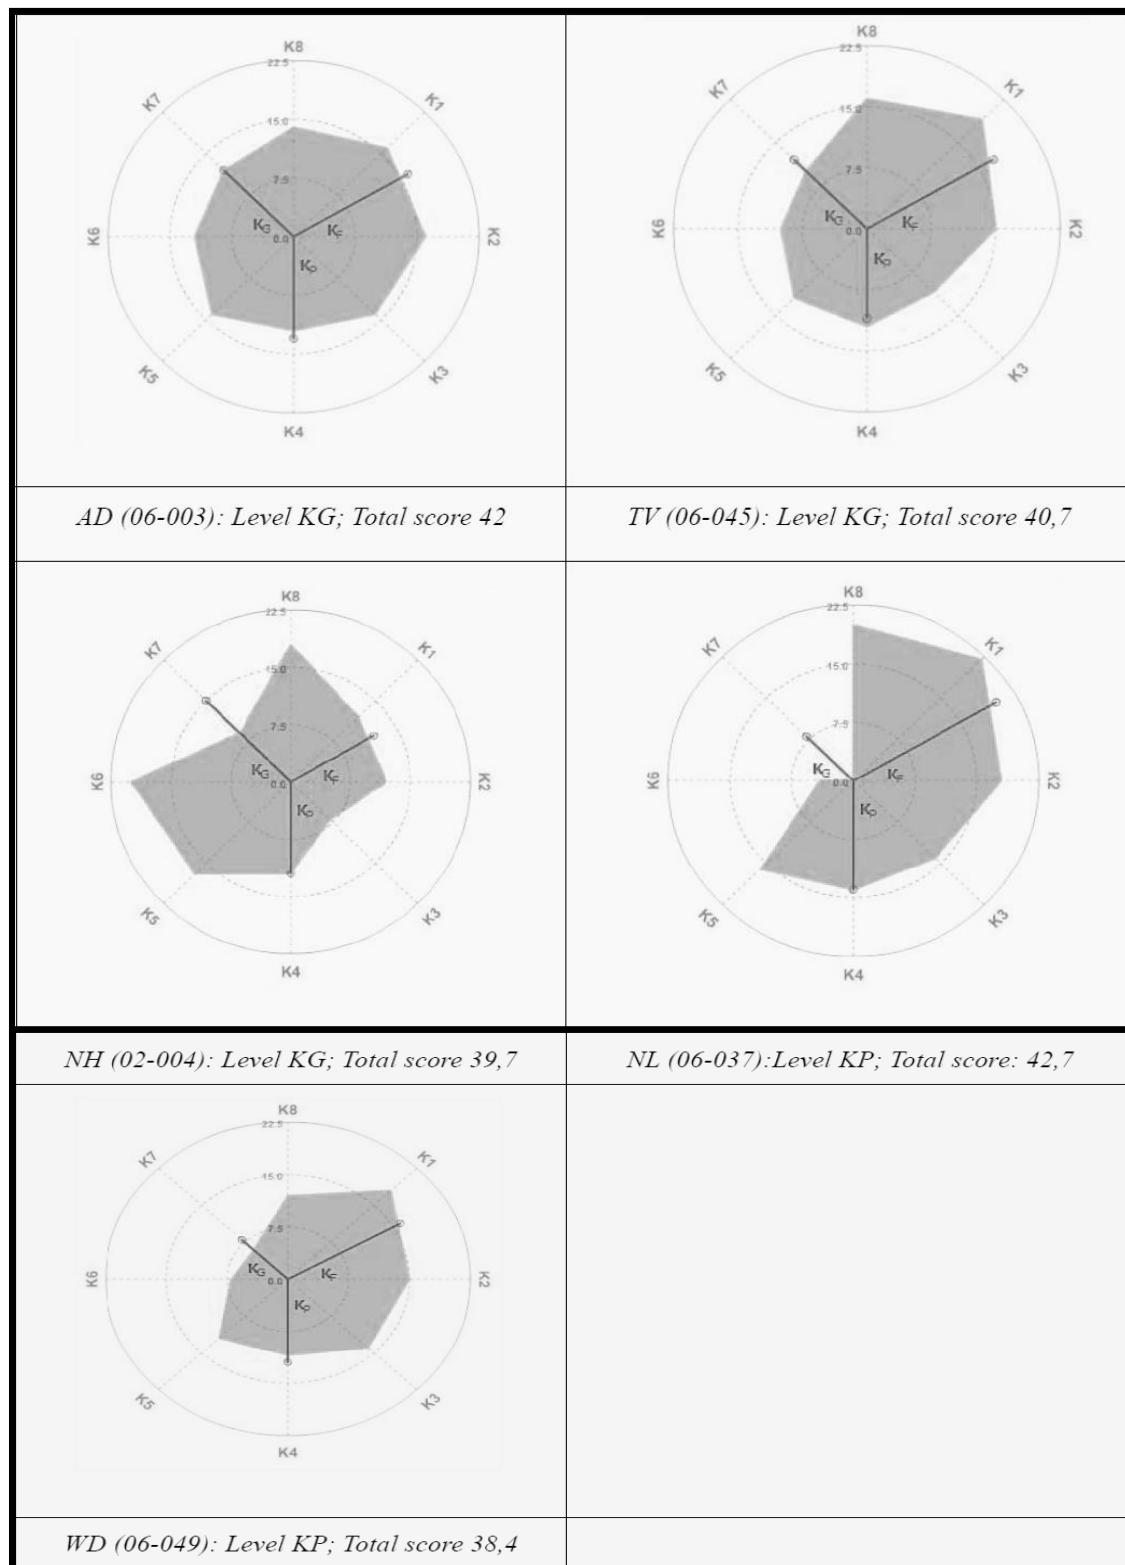 K8
22.5
K7
K1
15.0
7.5
KG
KF
K6
0.0
K2
KP
K5
K3
K4
K8
22.5
K7
K1
15.0
7.5
KG
KF
K6
0.0
K2
KP
K5
K3
K4
AD (06-003): Level KG; Total score 42
TV (06-045): Level KG; Total score 40,7
K8
22.5
K7
K1
15.0
7.5
KG
KF
K6
0.0
K2
KP
K5
K3
K4
K8
22.5
K7
K1
15.0
7.5
KG
KF
K6
0.0
K2
KP
K5
K3
K4
NH (02-004): Level KG; Total score 39,7
NL (06-037):Level KP; Total score: 42,7
K8
22.5
K7
K1
15.0
7.5
KG
KF
K6
0.0
K2
KP
K5
K3
K4
WD (06-049): Level KP; Total score 38,4